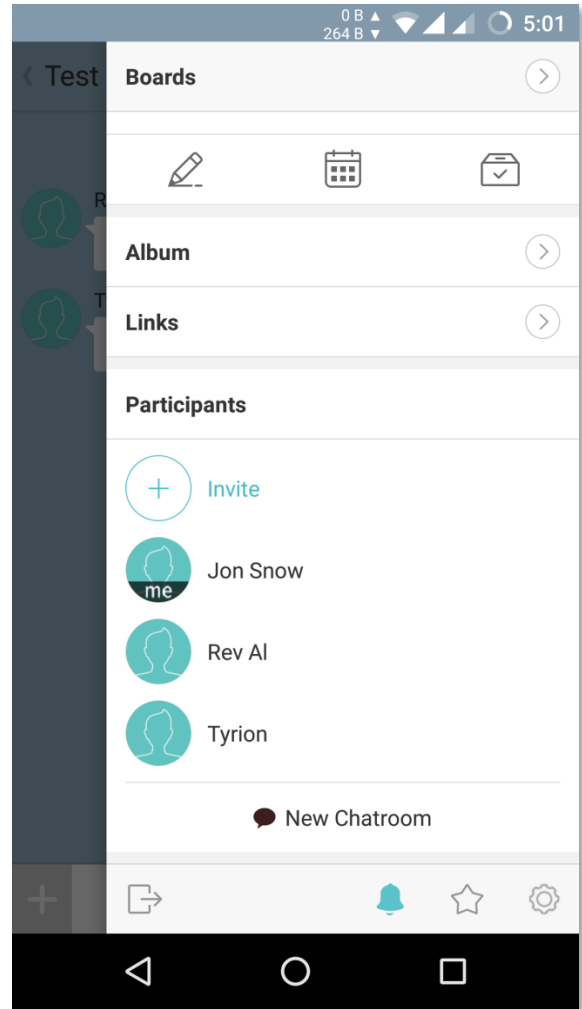 0 B ▲
264 B ▼
5:01
Test
Boards
R
T
Album
Links
Participants
Invite
me
Jon Snow
Rev Al
Tyrion
New Chatroom